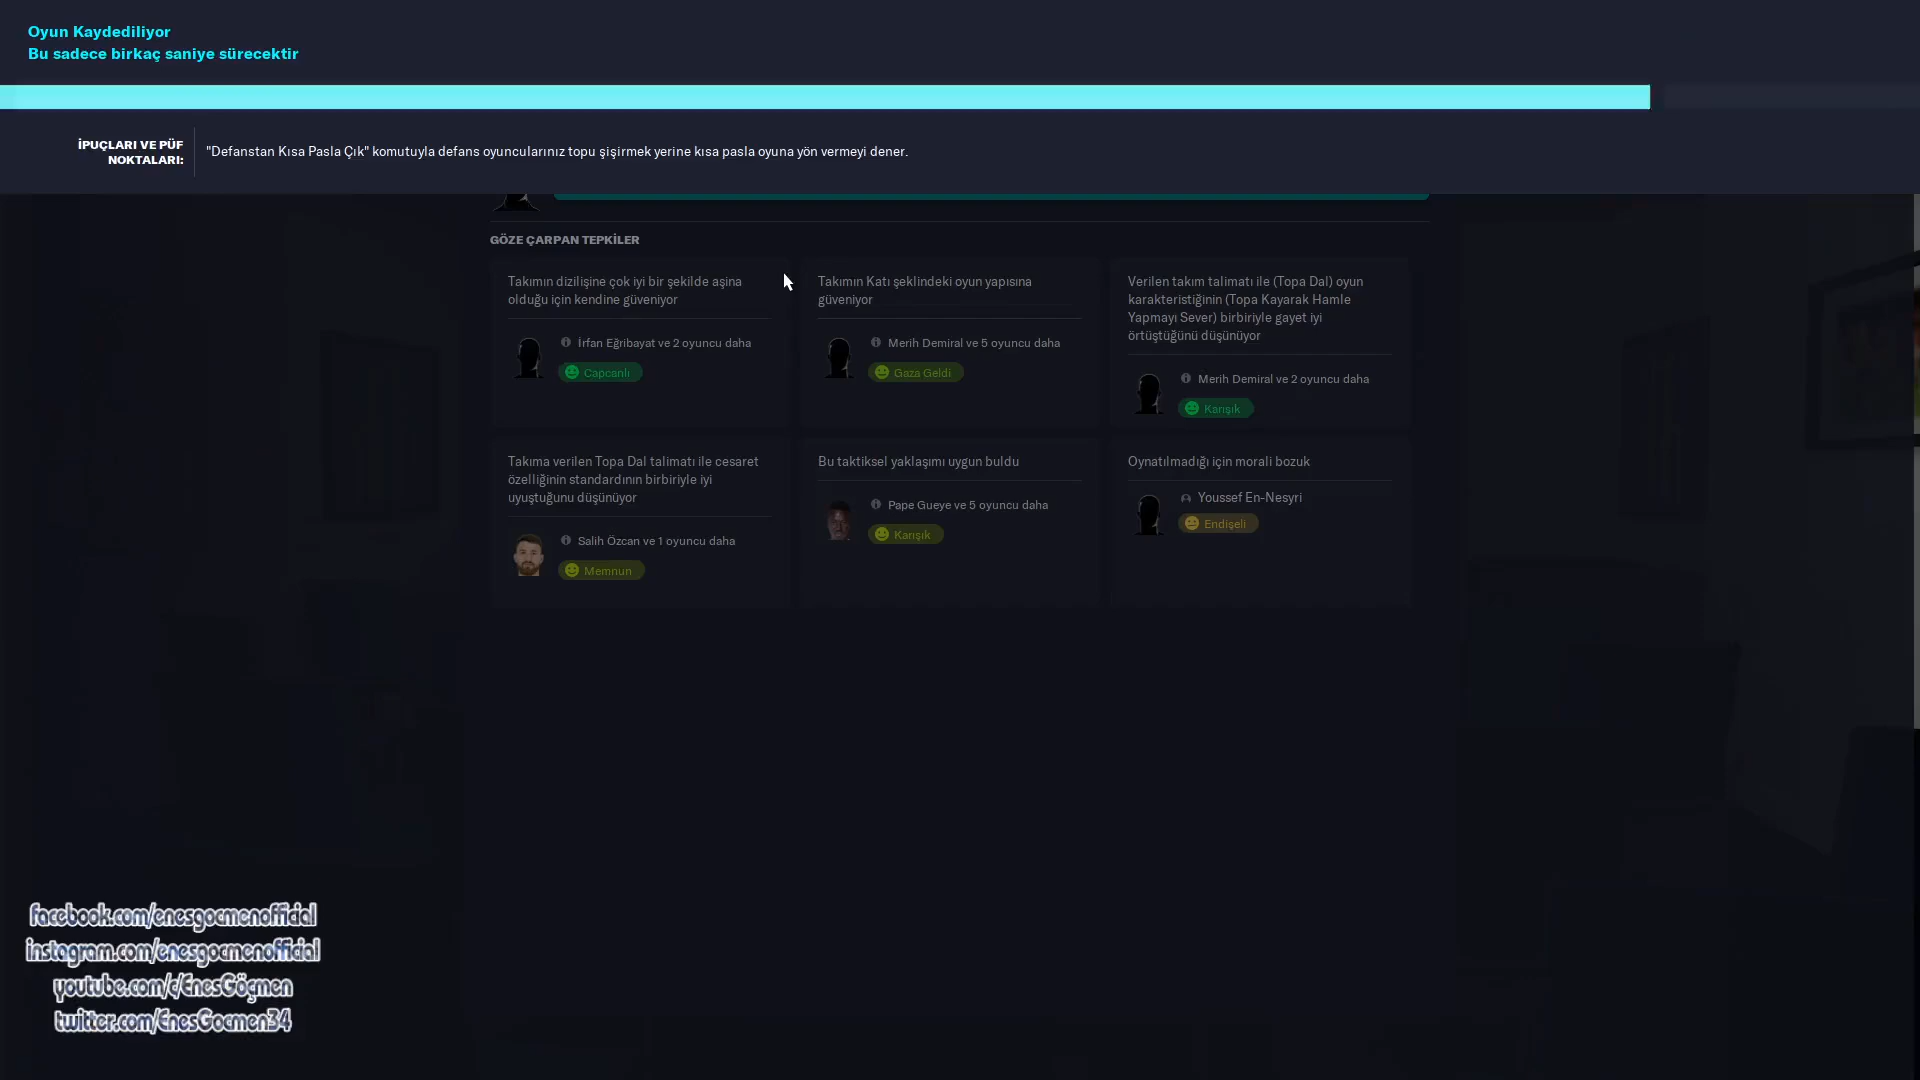 Oyun Kaydediliyor
Bu sadece birkaç saniye sürecektir
İPUÇLARI VE PÜF
NOKTALARI:
"Defanstan Kısa Pasla Çık" komutuyla defans oyuncularınız topu şişirmek yerine kısa pasla oyuna yön vermeyi dener.
GÖZE ÇARPAN TEPKİLER
Takımın dizilişine çok iyi bir şekilde aşina
olduğu için kendine güveniyor
İrfan Eğribayat ve 2 oyuncu daha
Capcanlı
Takımın Katı şeklindeki oyun yapısına
güveniyor
Merih Demiral ve 5 oyuncu daha
Gaza Geldi
Verilen takım talimatı ile (Topa Dal) oyun
karakteristiğinin (Topa Kayarak Hamle
Yapmayı Sever) birbiriyle gayet iyi
örtüştüğünü düşünüyor
Merih Demiral ve 2 oyuncu daha
Karışık
Takıma verilen Topa Dal talimatı ile cesaret
özelliğinin standardının birbiriyle iyi
uyuştuğunu düşünüyor
Salih Özcan ve 1 oyuncu daha
Memnun
Bu taktiksel yaklaşımı uygun buldu
Pape Gueye ve 5 oyuncu daha
Karışık
Oynatılmadığı için morali bozuk
Youssef En-Nesyri
Endişeli
facebook.com/enesgocmenofficial
instagram.com/enesgocmenofficial
youtube.com/c/EnesGöçmen
twitter.com/EnesGocmen34